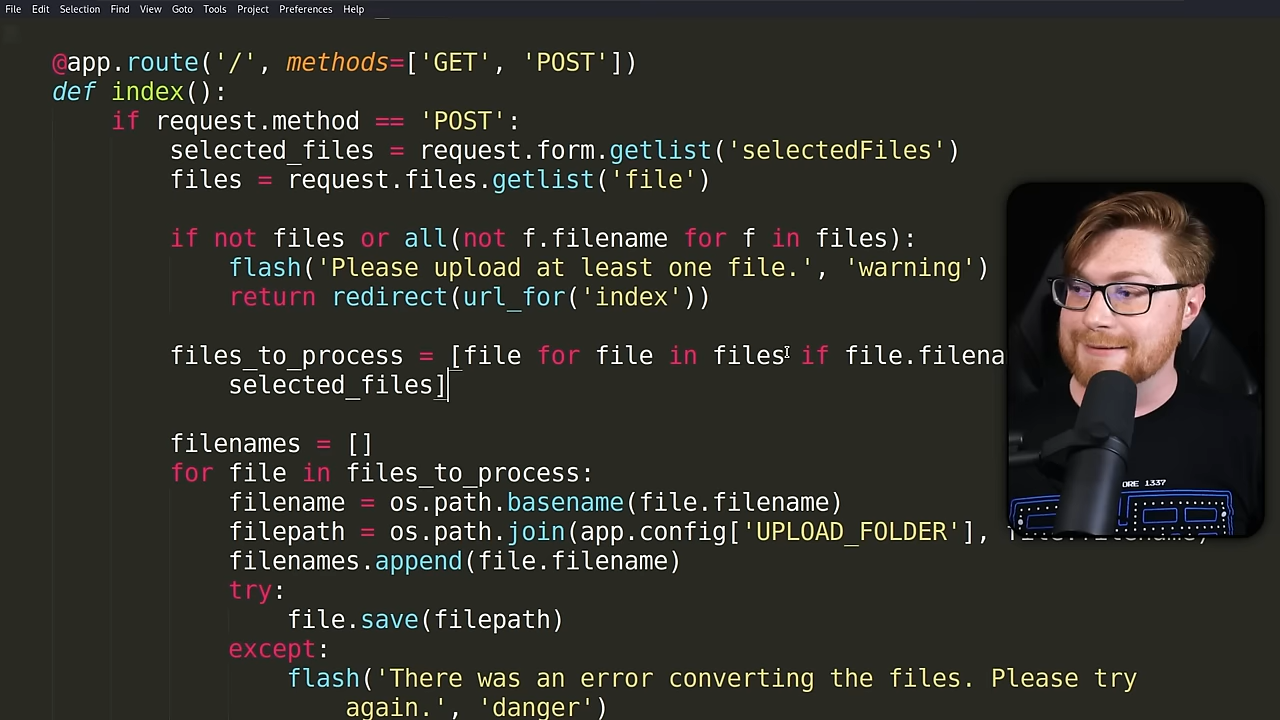 File Edit Selection Find View Goto Tools Project Preferences Help
@app.route('/', methods=['GET', 'POST'])
def index():
if request.method == 'POST':
selected_files = request.form.getlist('selectedFiles')
files = request.files.getlist('file')
if not files or all(not f.filename for f in files):
flash('Please upload at least one file.', 'warning')
return redirect(url_for('index'))
files_to_process = [file for file in files if file.filena
selected_files]
filenames = []
for file in files_to_process:
filename = os.path.basename(file.filename)
filepath = os.path.join(app.config['UPLOAD_FOLDER'],
filenames.append(file.filename)
try:
file.save(filepath)
except:
flash('There was an error converting the files. Please try
again.', 'danger')
ORE 1337